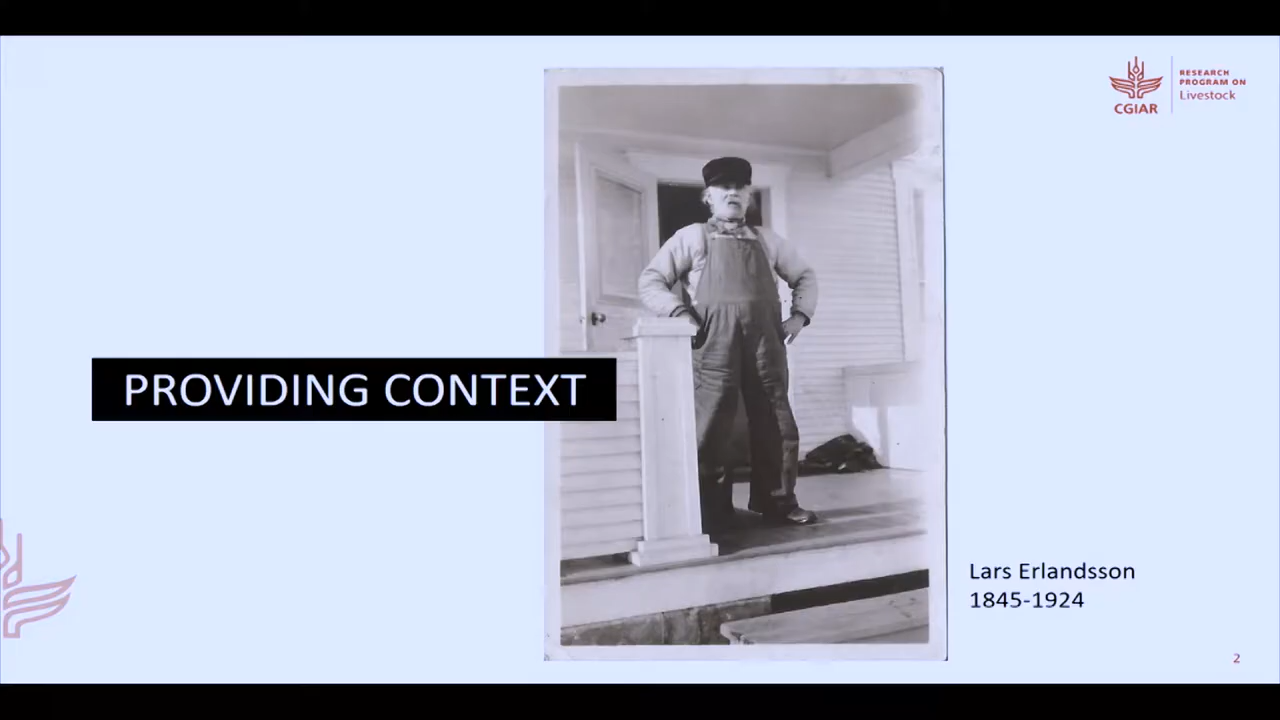 RESEARCH
PROGRAM ON
Livestock
CGIAR
PROVIDING CONTEXT
Lars Erlandsson
1845-1924
2